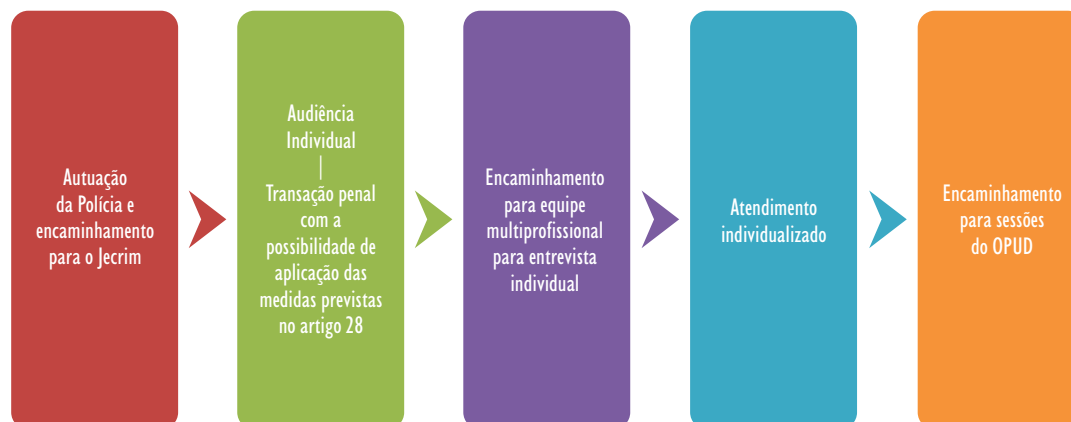 Autuação
da Polícia e
encaminhamento
para o Jecrim
Audiência
Individual
|
Transação penal
com a
possibilidade de
aplicação das
medidas previstas
no artigo 28
Encaminhamento
para equipe
multiprofissional
para entrevista
individual
Atendimento
individualizado
Encaminhamento
para sessões
do OPUD